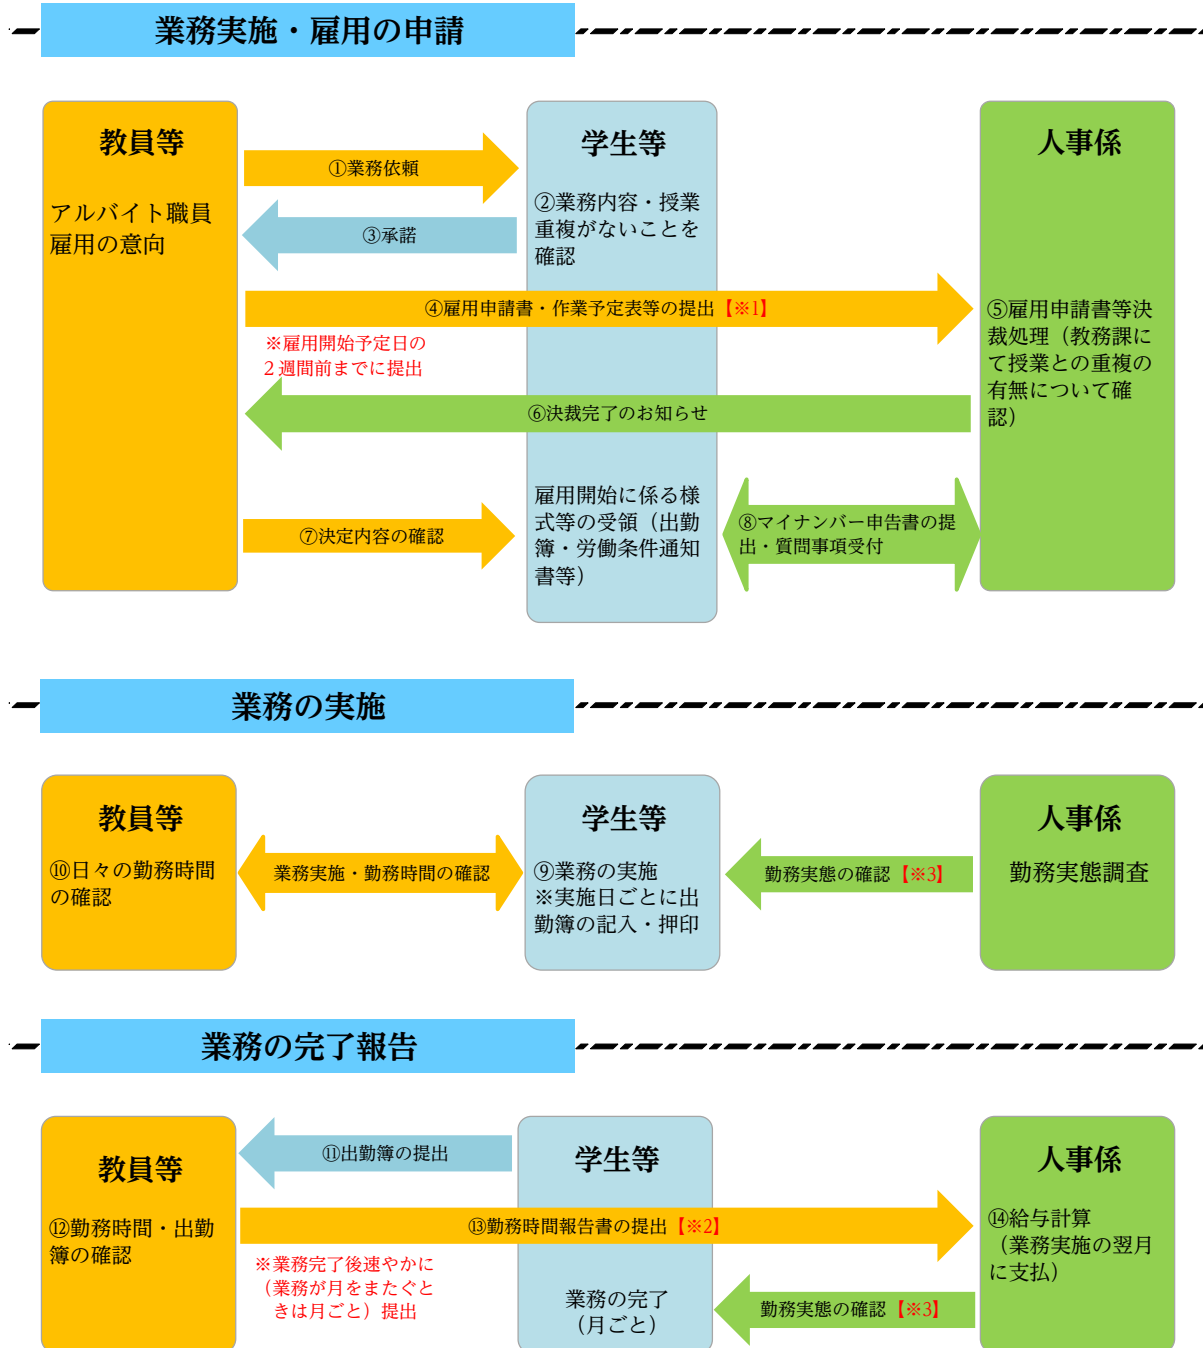 業務実施・雇用の申請
教員等
アルバイト職員
雇用の意向
①業務依頼
③承諾
学生等
②業務内容・授業
重複がないことを
確認
人事係
④雇用申請書・作業予定表等の提出【※1】
※雇用開始予定日の
２週間前までに提出
⑤雇用申請書等決
裁処理（教務課に
て授業との重複の
有無について確
認）
⑥決裁完了のお知らせ
⑦決定内容の確認
雇用開始に係る様
式等の受領（出勤
簿・労働条件通知
書等）
⑧マイナンバー申告書の提
出・質問事項受付
業務の実施
教員等
⑩日々の勤務時間
の確認
業務実施・勤務時間の確認
学生等
⑨業務の実施
※実施日ごとに出
勤簿の記入・押印
勤務実態の確認【※3】
人事係
勤務実態調査
業務の完了報告
教員等
⑫勤務時間・出勤
簿の確認
⑪出勤簿の提出
学生等
人事係
⑬勤務時間報告書の提出【※2】
※業務完了後速やかに
（業務が月をまたぐと
きは月ごと）提出
⑭給与計算
（業務実施の翌月
に支払）
業務の完了
（月ごと）
勤務実態の確認【※3】